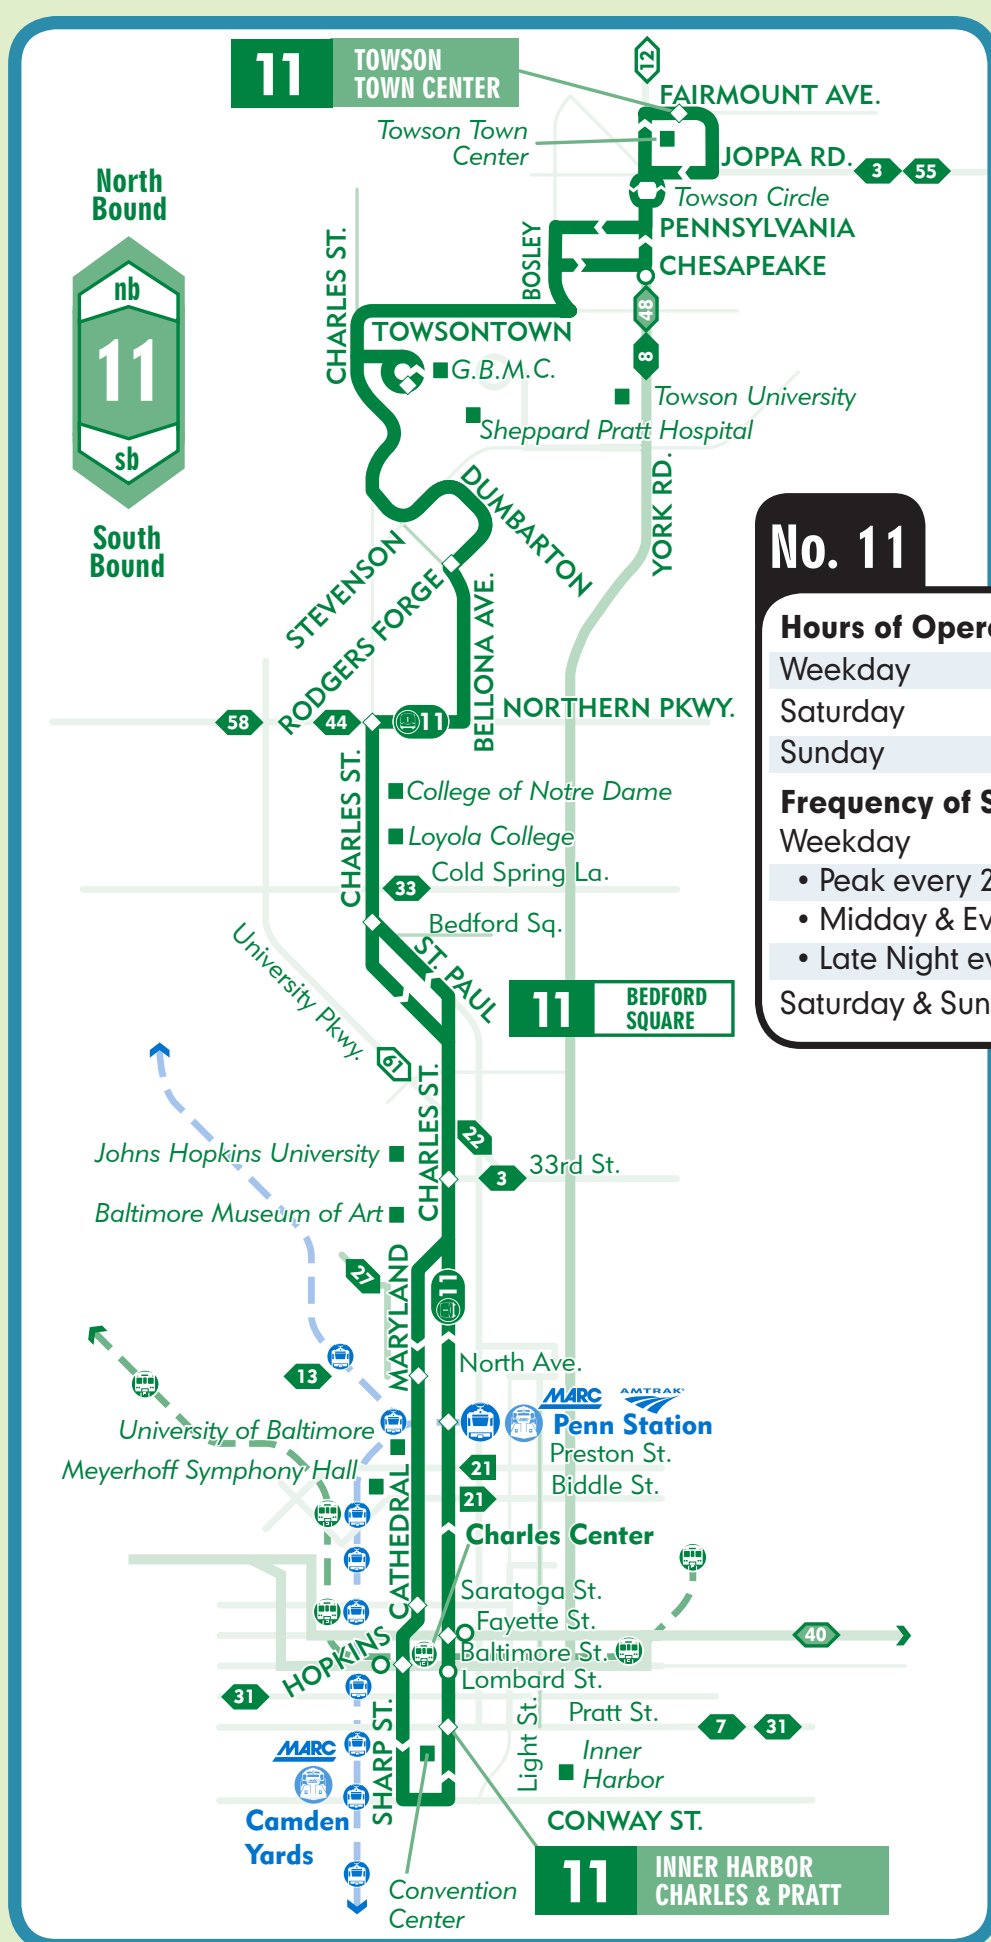 11
TOWSON
TOWN CENTER
12
FAIRMOUNT AVE.
Towson Town
Center
JOPPA RD.
3
55
Towson Circle
North
Bound
nb
11
sb
South
Bound
PENNSYLVANIA
CHESAPEAKE
BOSLEY
CHARLES ST.
48
TOWSONTOWN
8
G.B.M.C.
Towson University
Sheppard Pratt Hospital
YORK RD.
DUMBARTON
STEVENSON
RODGERS FORGE
BELLONA AVE.
No. 11
Hours of Oper
Weekday
Saturday
Sunday
Frequency of S
Weekday
• Peak every 2
• Midday & Ev
• Late Night ev
Saturday & Sun
58
44
11
NORTHERN PKWY.
CHARLES ST.
College of Notre Dame
Loyola College
33
Cold Spring La.
Bedford Sq.
ST. PAUL
University Pkwy.
11
BEDFORD
SQUARE
61
CHARLES ST.
22
Johns Hopkins University
3
33rd St.
Baltimore Museum of Art
27
MARYLAND
11
North Ave.
13
MARC
AMTRAK
Penn Station
University of Baltimore
Preston St.
21
Meyerhoff Symphony Hall
Biddle St.
21
CATHEDRAL
Charles Center
Saratoga St.
Fayette St.
40
HOPKINS
Baltimore St.
Lombard St.
31
Pratt St.
7
31
Light St.
SHARP ST.
MARC
Inner
Harbor
Camden
Yards
CONWAY ST.
11
INNER HARBOR
CHARLES & PRATT
Convention
Center